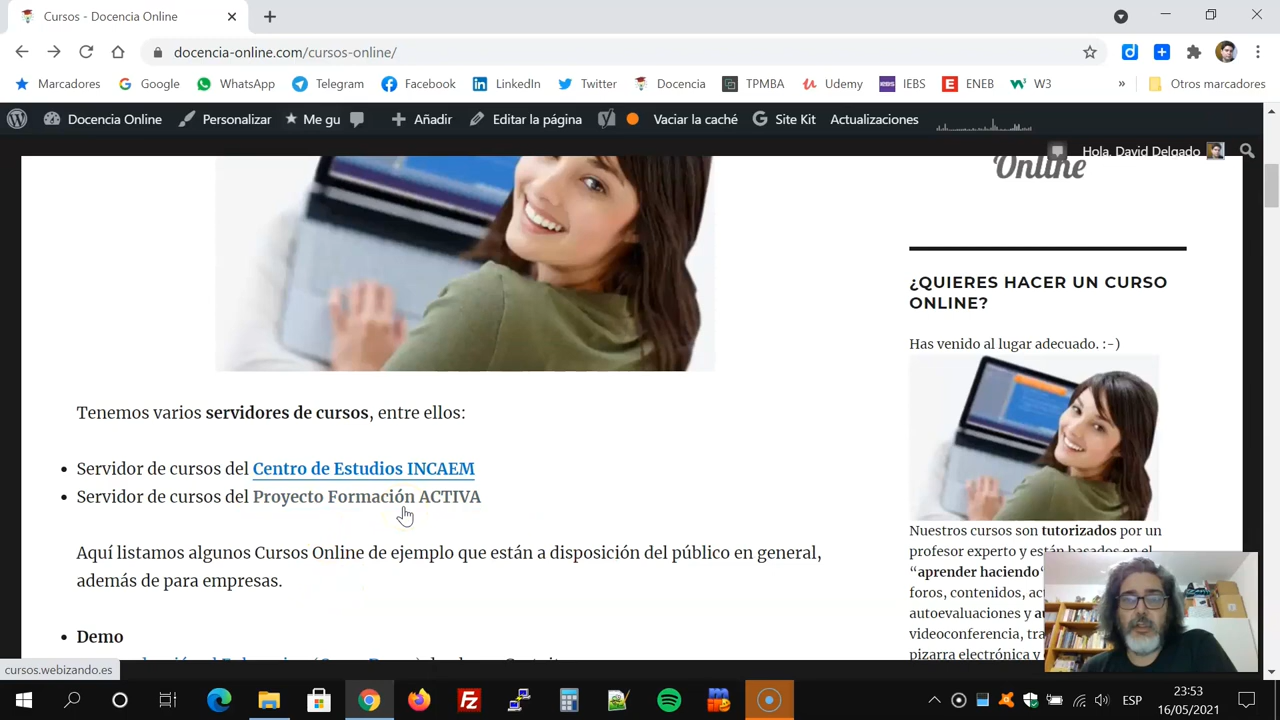 Cursos - Docencia Online
docencia-online.com/cursos-online/
Marcadores Google WhatsApp Telegram Facebook LinkedIn Twitter Docencia TPMBA Udemy IEBS ENEB W3 » Otros marcadores
Docencia Online Personalizar Me gu Añadir Editar la página Vaciar la caché Site Kit Actualizaciones
Hola, David Delgado
Online
¿QUIERES HACER UN CURSO
ONLINE?
Has venido al lugar adecuado. :-)
Tenemos varios servidores de cursos, entre ellos:
Servidor de cursos del Centro de Estudios INCAEM
Servidor de cursos del Proyecto Formación ACTIVA
Aquí listamos algunos Cursos Online de ejemplo que están a disposición del público en general,
además de para empresas.
Demo
Nuestros cursos son tutorizados por un
profesor experto y están basados en el
“aprender haciendo“
foros, contenidos,
autoevaluaciones y
videoconferencia,
pizarra electrónica y
cursos.webizando.es
ESP
23:53
16/05/2021